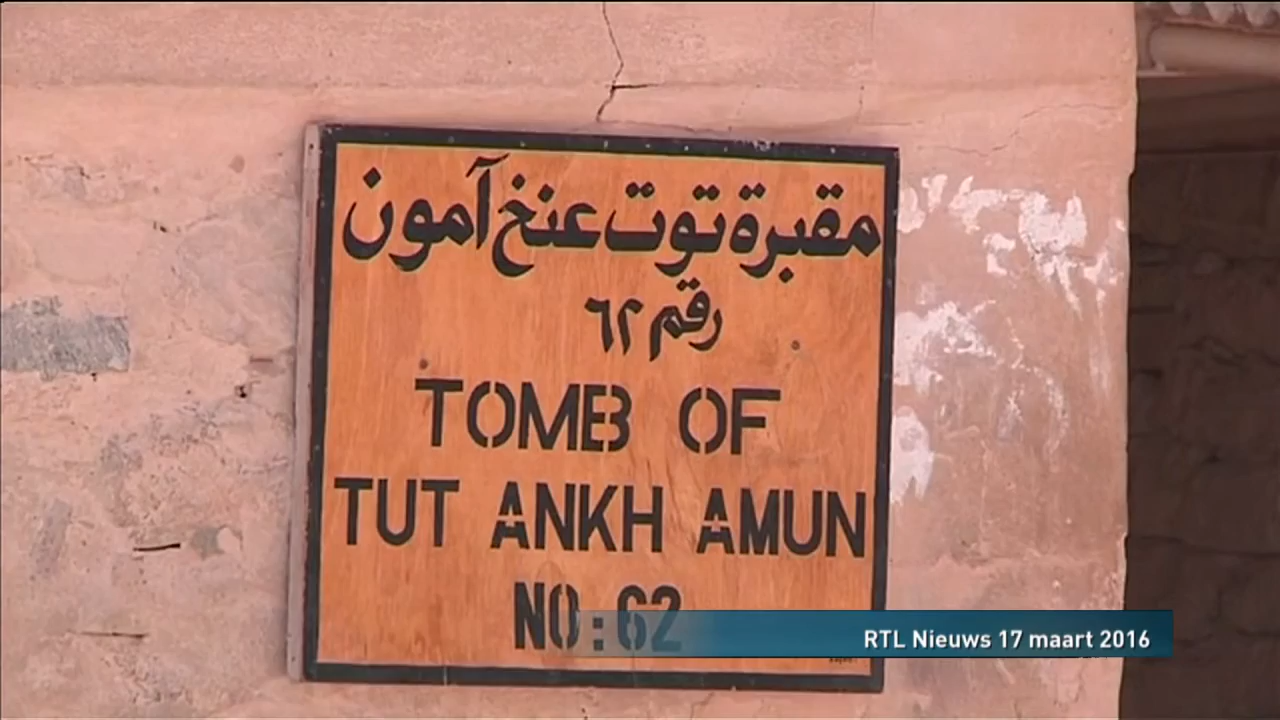 مقبرة توت عنخ آمون
رقم ٦٢
TOMB OF
TUT ANKH AMUN
NO: 62
RTL Nieuws 17 maart 2016